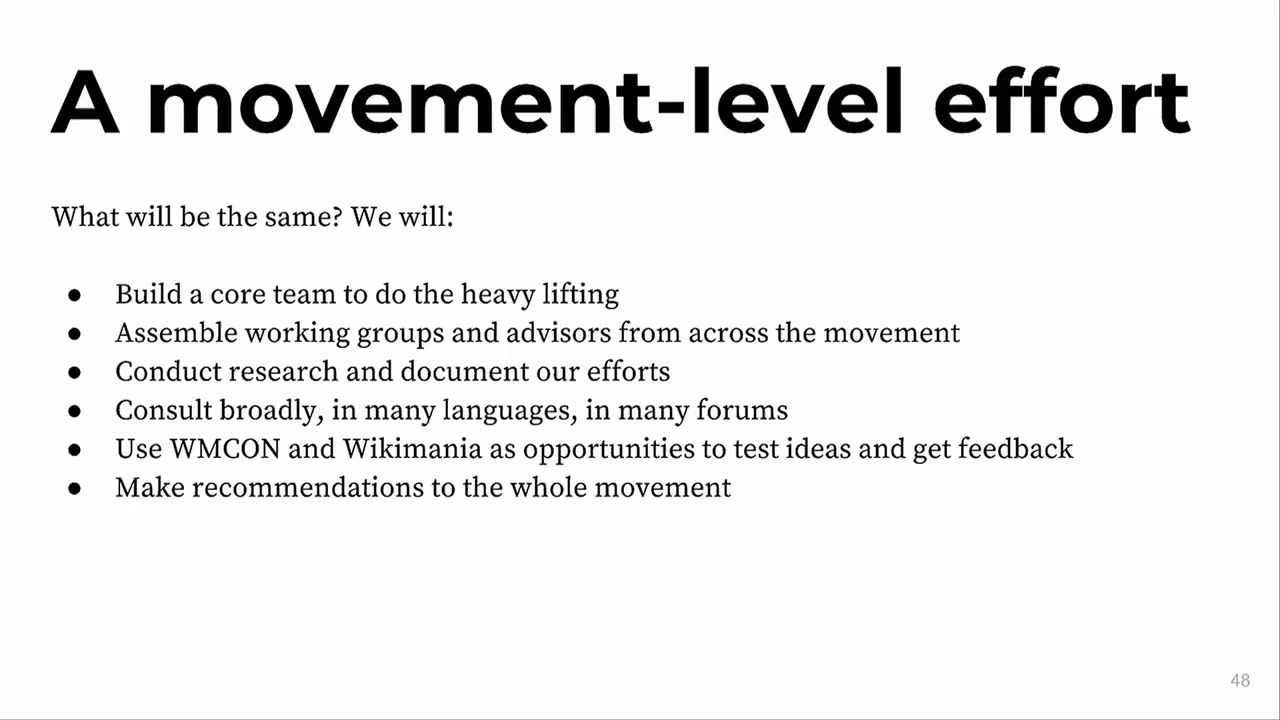 A movement-level effort
What will be the same? We will:
● Build a core team to do the heavy lifting
● Assemble working groups and advisors from across the movement
● Conduct research and document our efforts
● Consult broadly, in many languages, in many forums
● Use WMCON and Wikimania as opportunities to test ideas and get feedback
● Make recommendations to the whole movement
48